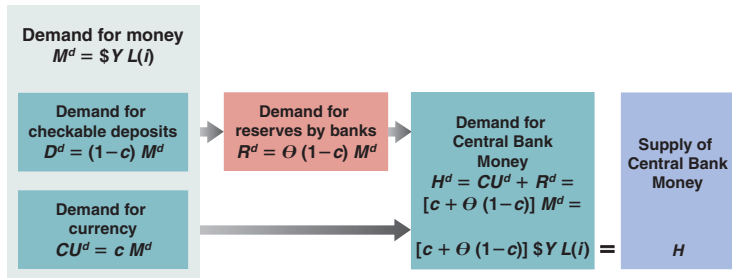 Demand for money
M^d = $Y L(i)
Demand for
checkable deposits
D^d = (1−c) M^d
Demand for
currency
CU^d = c M^d
Demand for
reserves by banks
R^d = Θ (1−c) M^d
Demand for
Central Bank
Money
H^d = CU^d + R^d =
[c + Θ (1−c)] M^d =
[c + Θ (1−c)] $Y L(i)
=
Supply of
Central Bank
Money
H